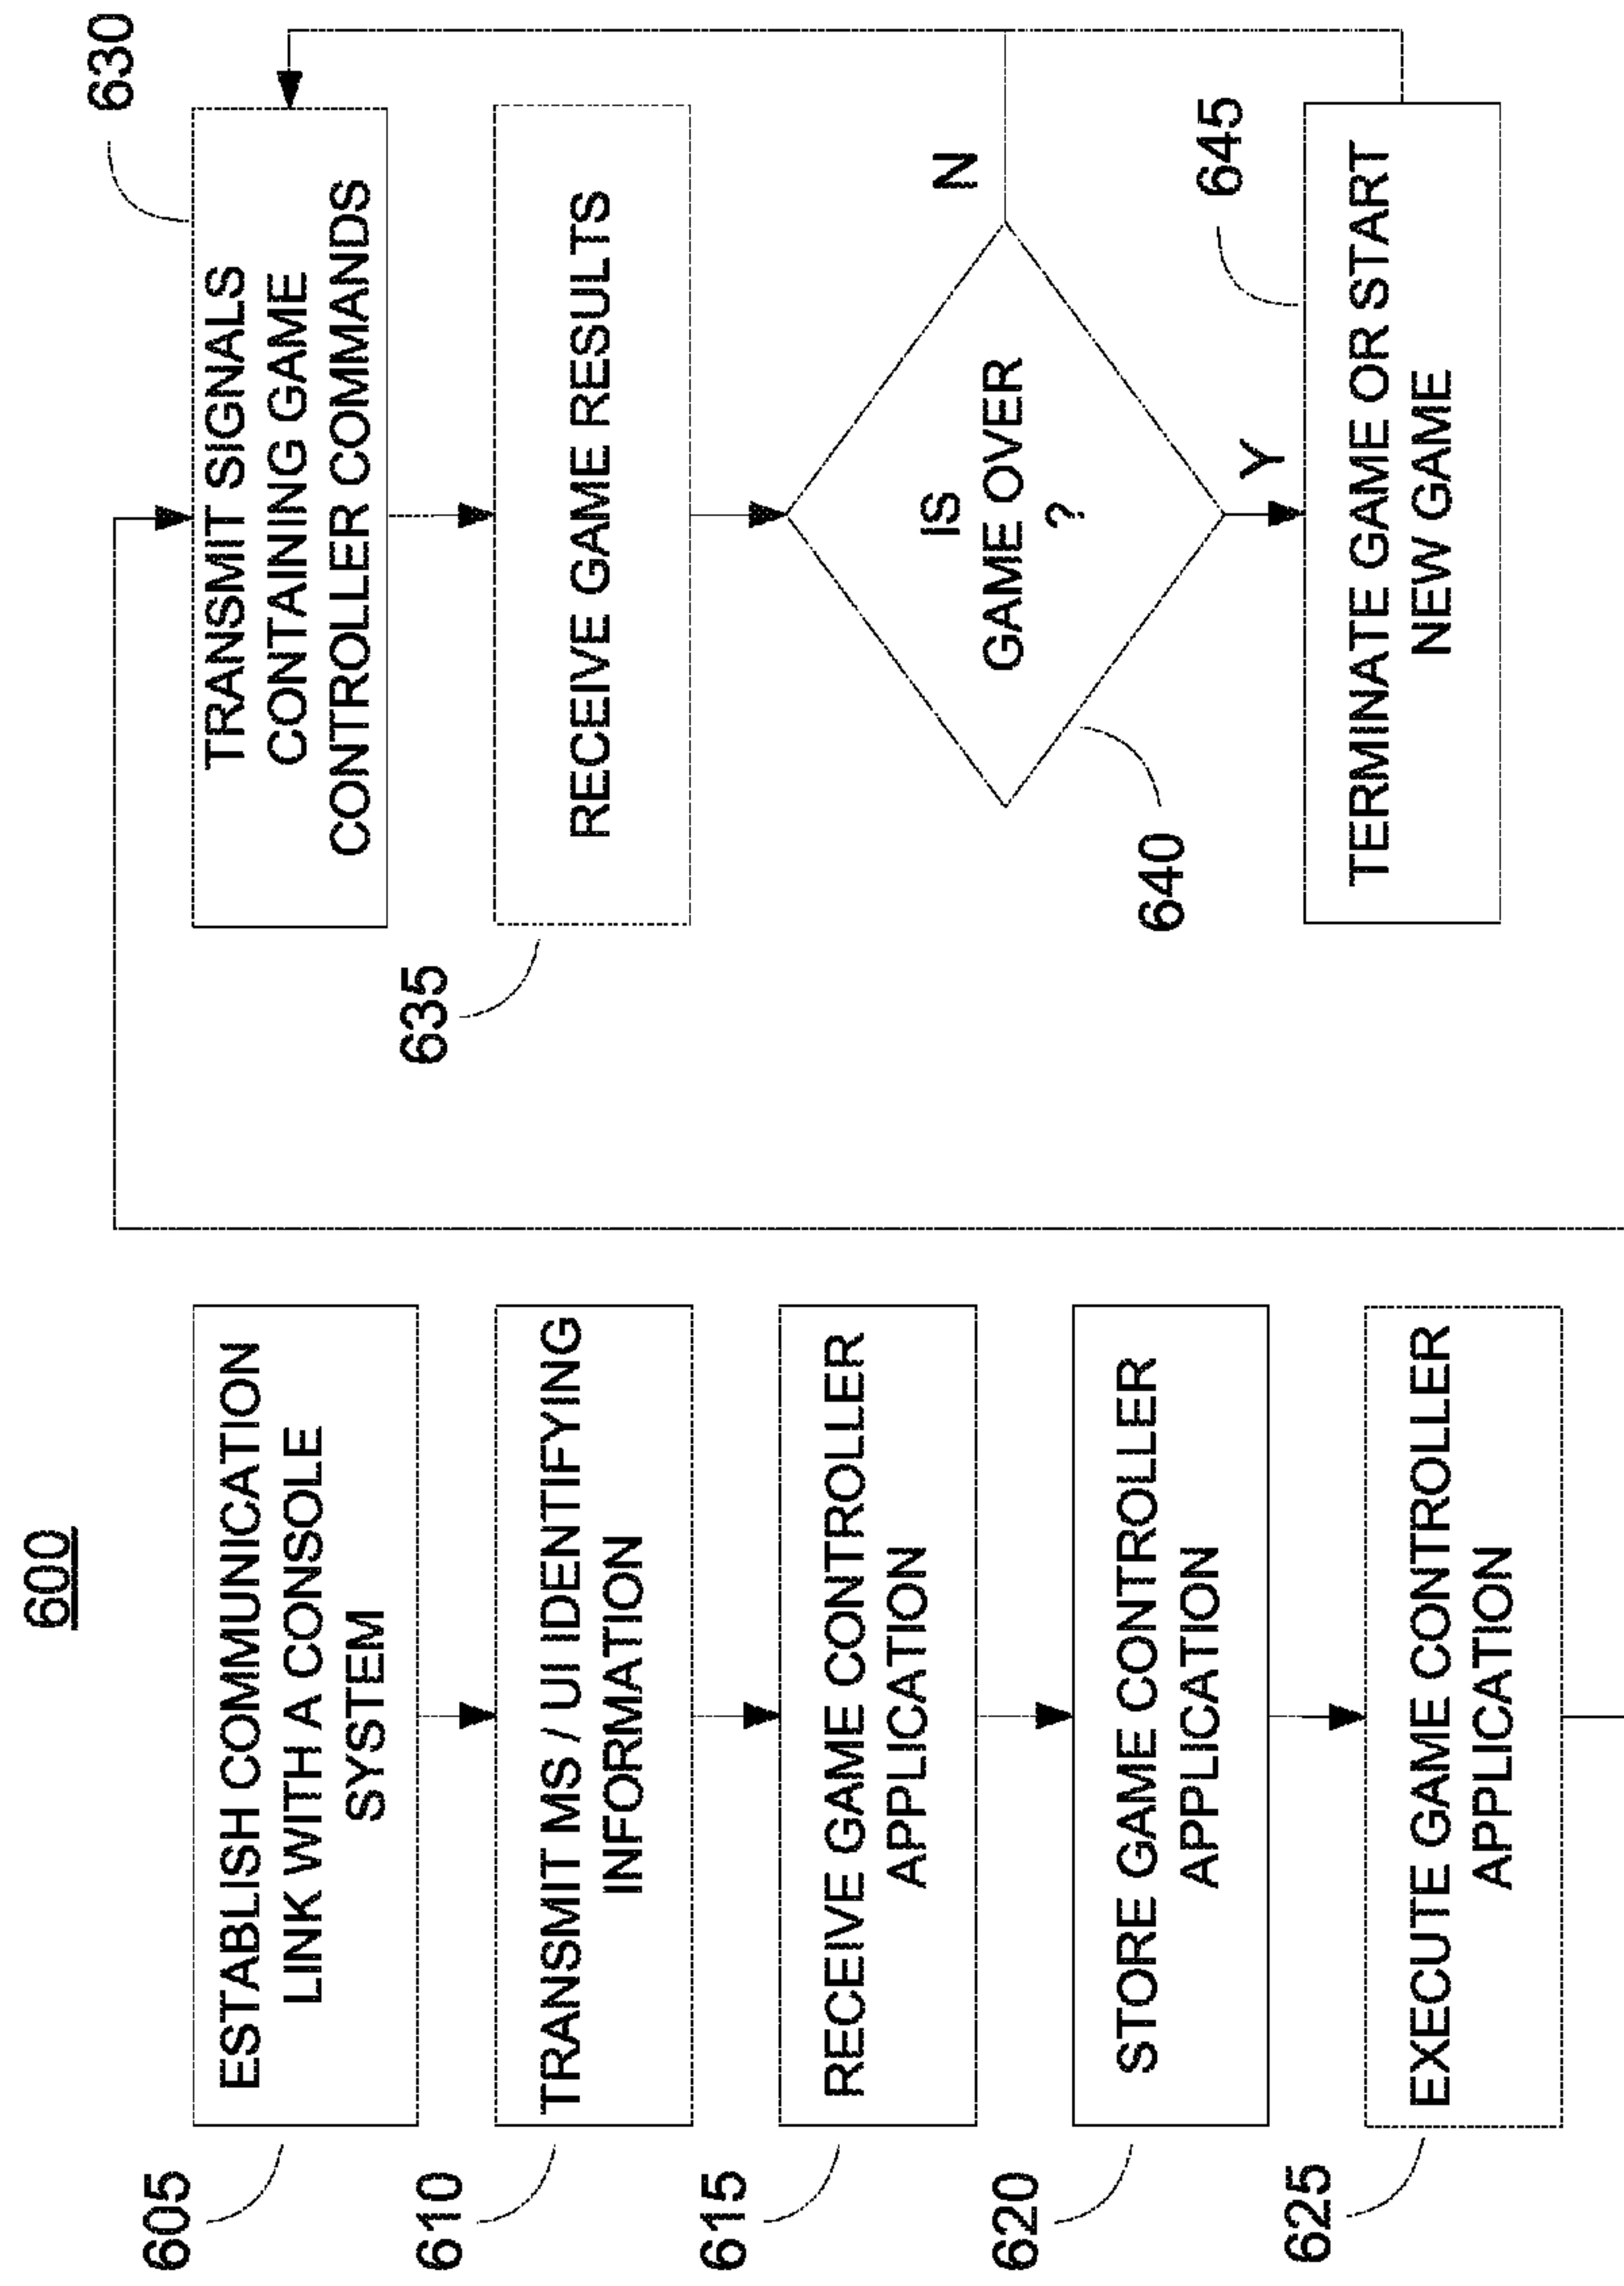 600
605
ESTABLISH COMMUNICATION
LINK WITH A CONSOLE
SYSTEM
610
TRANSMIT MS / UI IDENTIFYING
INFORMATION
615
RECEIVE GAME CONTROLLER
APPLICATION
620
STORE GAME CONTROLLER
APPLICATION
625
EXECUTE GAME CONTROLLER
APPLICATION
630
TRANSMIT SIGNALS
CONTAINING GAME
CONTROLLER COMMANDS
635
RECEIVE GAME RESULTS
640
IS
GAME OVER
?
N
Y
645
TERMINATE GAME OR START
NEW GAME